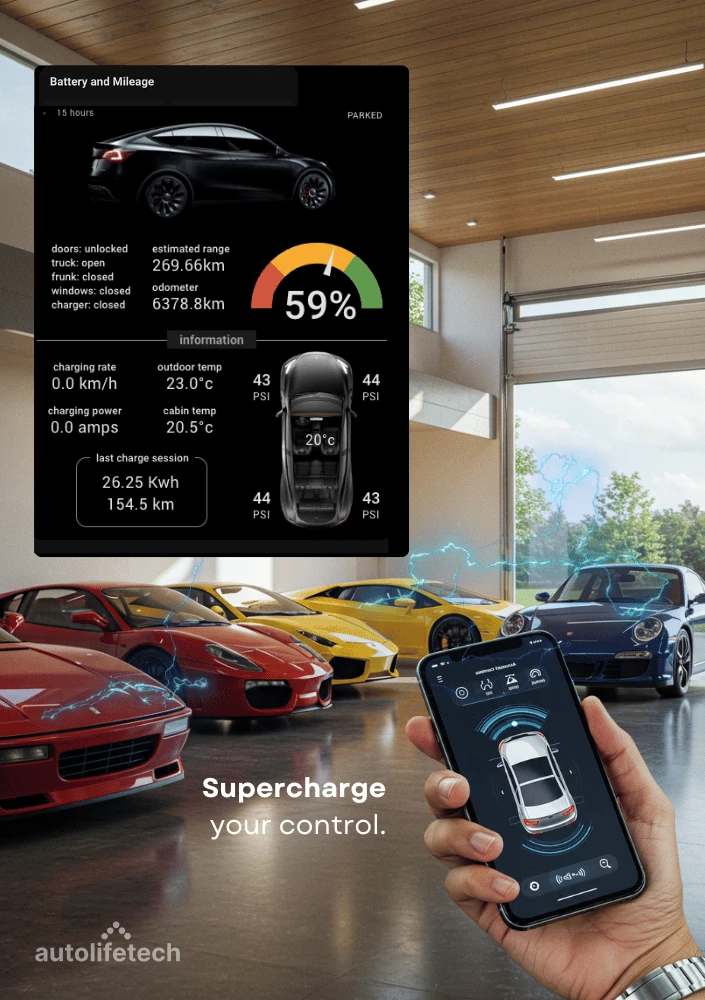 Battery and Mileage
- 15 hours
PARKED
doors: unlocked
truck: open
frunk: closed
windows: closed
charger: closed
estimated range
269.66km
odometer
6378.8km
59%
information
charging rate
0.0 km/h
outdoor temp
23.0°c
charging power
0.0 amps
cabin temp
20.5°c
last charge session
26.25 Kwh
154.5 km
43
PSI
44
PSI
20°c
44
PSI
43
PSI
Supercharge
your control.
autolifetech